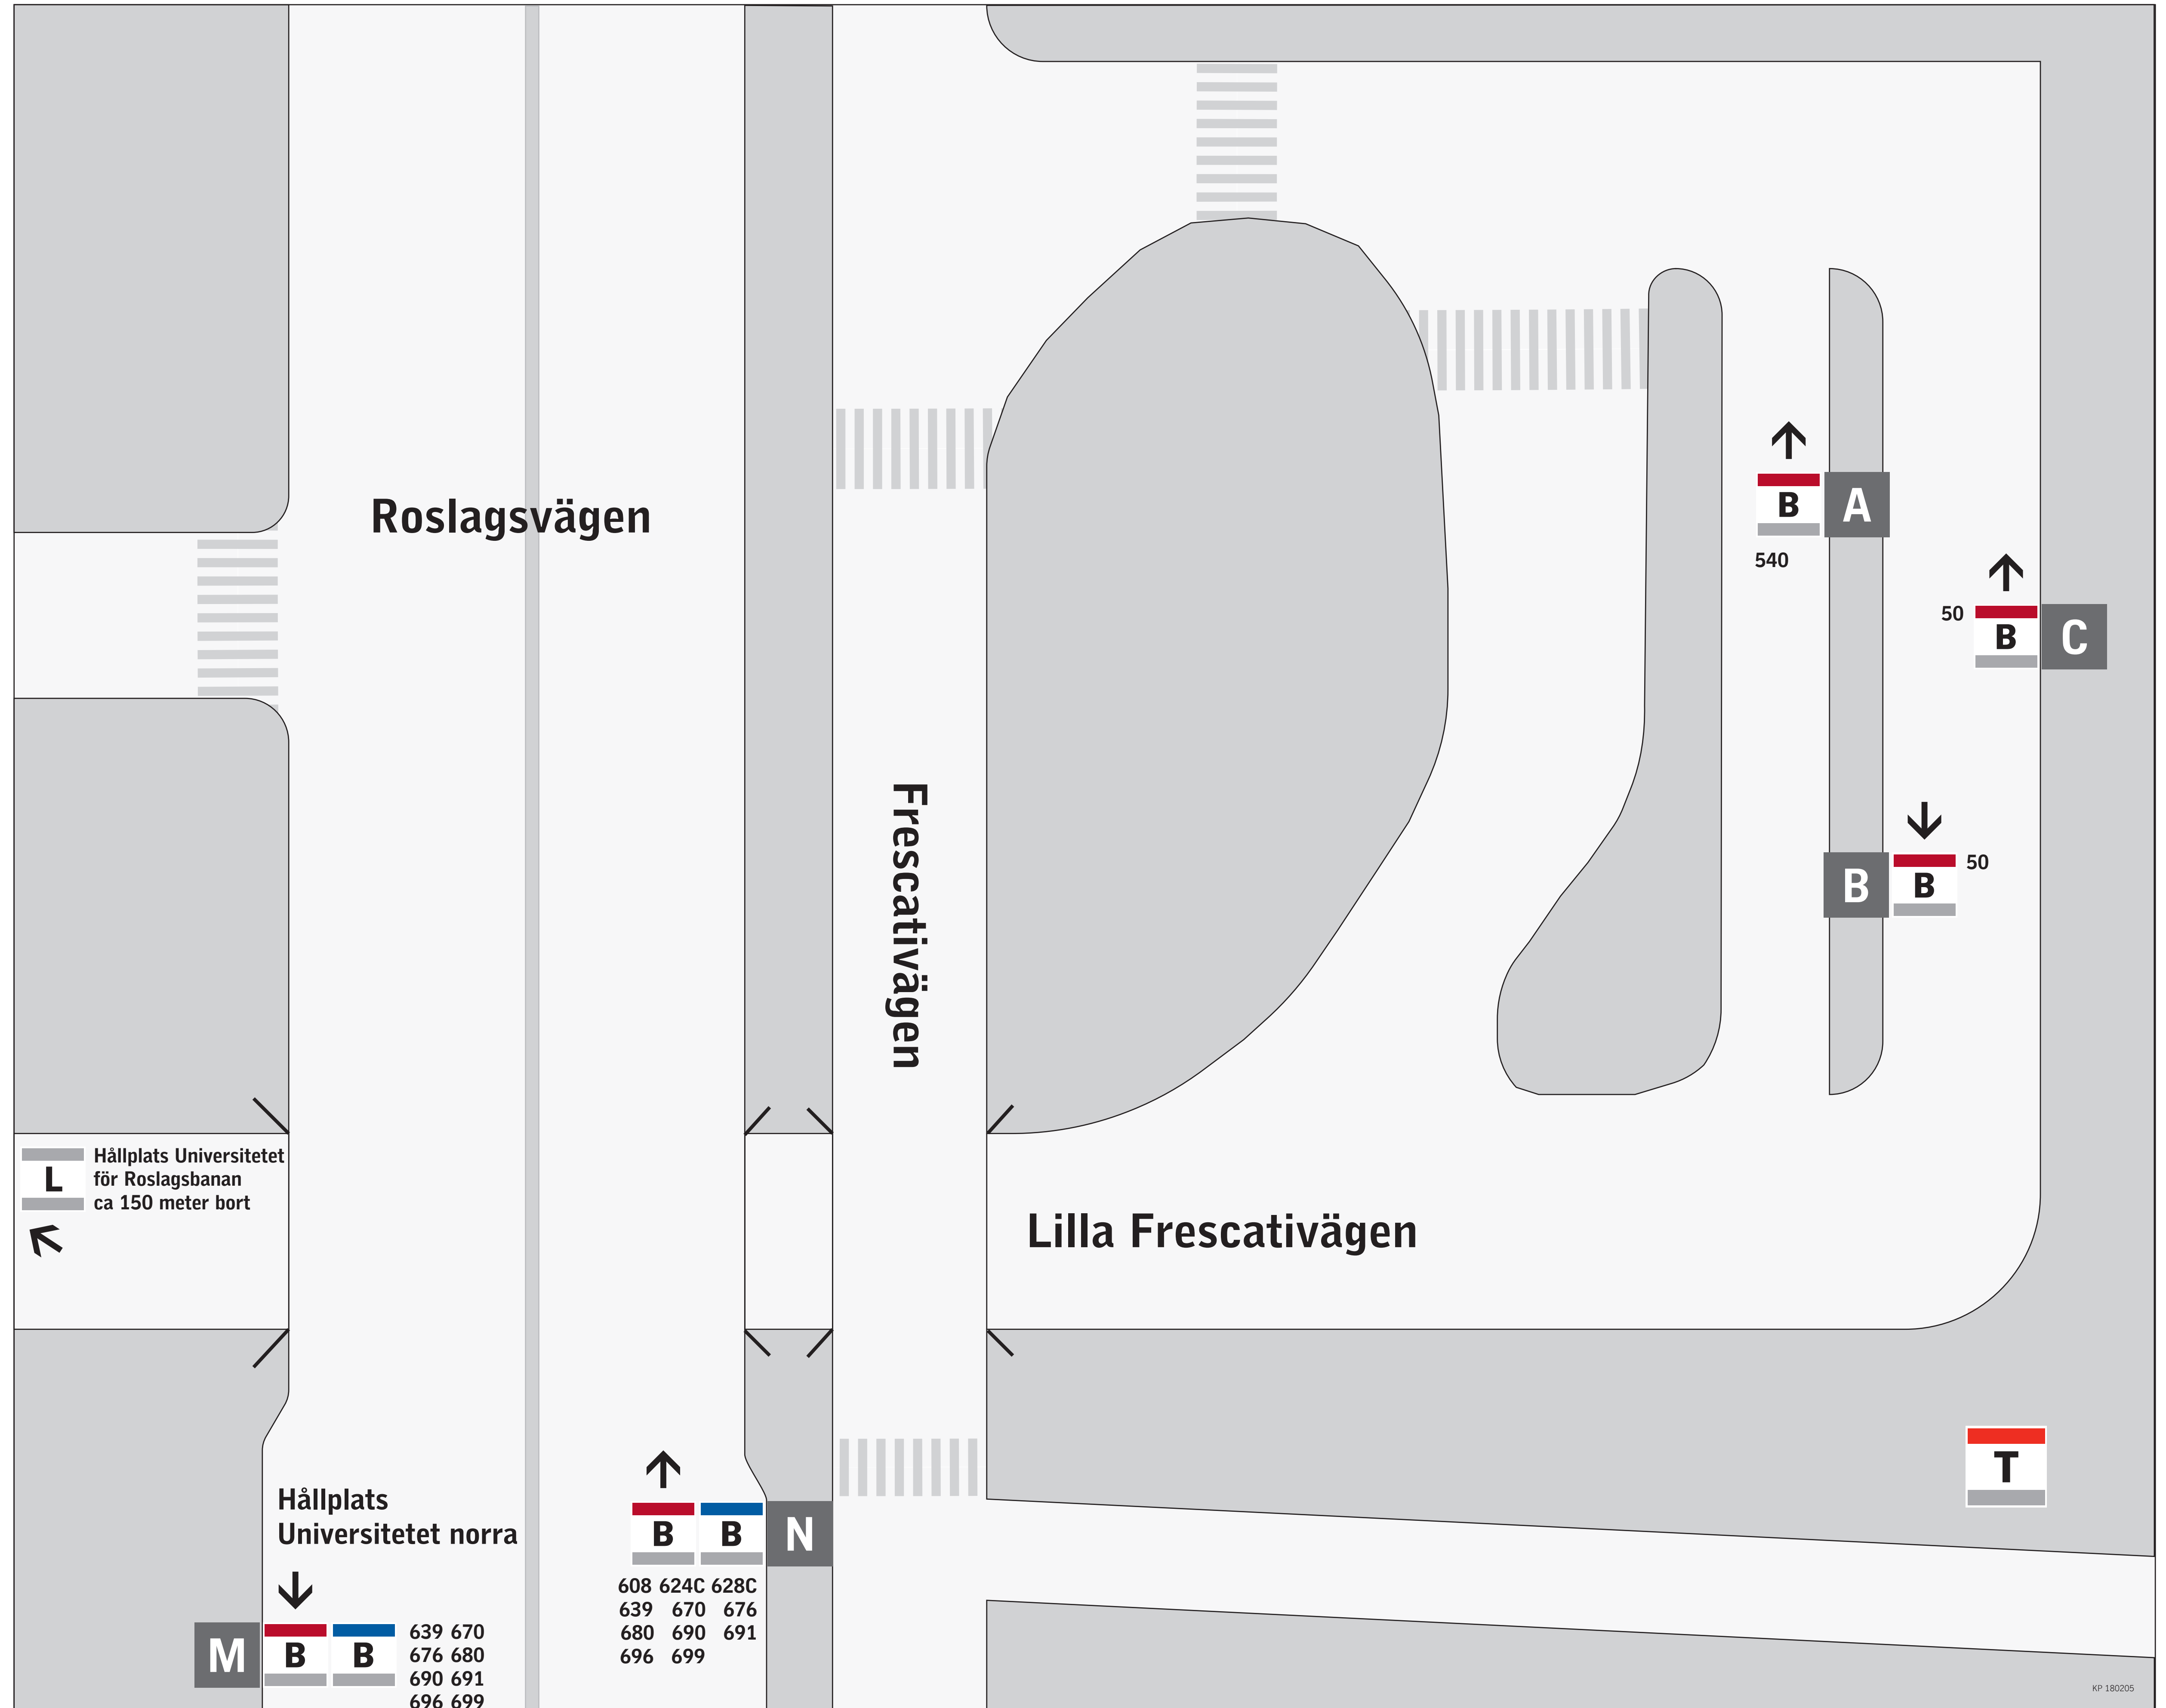 Roslagsvägen
B
A
540
50
B
C
Frescativägen
B
B
50
L
Hållplats Universitetet
för Roslagsbanan
ca 150 meter bort
Lilla Frescativägen
T
Hållplats
Universitetet norra
B
B
N
608 624C 628C
639 670 676
680 690 691
696 699
M
B
B
639 670
676 680
690 691
696 699
KP 180205